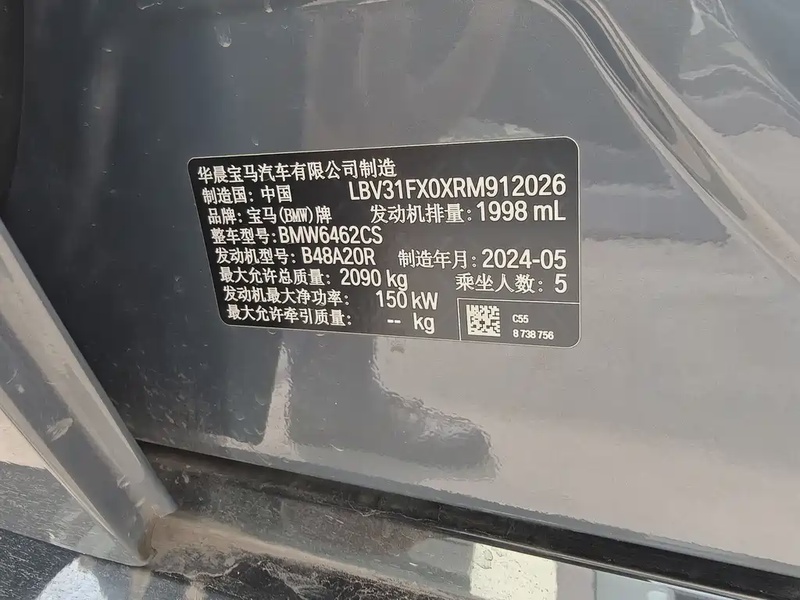 华晨宝马汽车有限公司制造
制造国: 中国 LBV31FX0XRM912026
品牌: 宝马(BMW)牌 发动机排量: 1998 mL
整车型号: BMW6462CS
发动机型号: B48A20R 制造年月: 2024-05
最大允许总质量: 2090 kg 乘坐人数: 5
发动机最大净功率: 150 kW
最大允许牵引质量: -- kg
C55
8 738 756